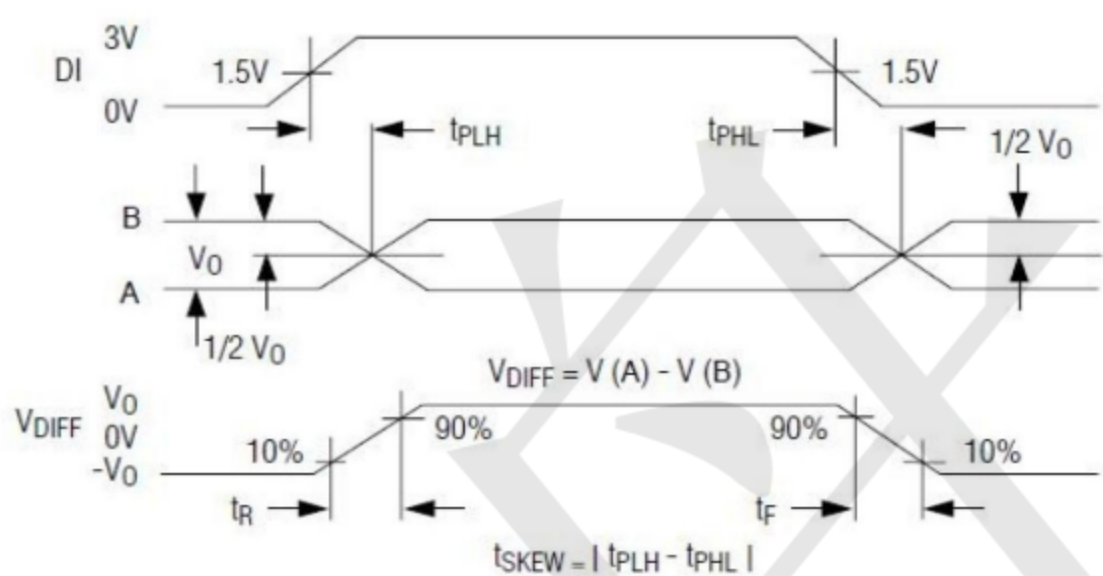 3V
DI
1.5V
1.5V
0V
tPLH
tPHL
1/2 VO
B
VO
A
1/2 VO
VDIFF = V (A) - V (B)
VO
VDIFF
0V
90%
90%
10%
10%
-VO
tR
tF
tSKEW = | tPLH - tPHL |